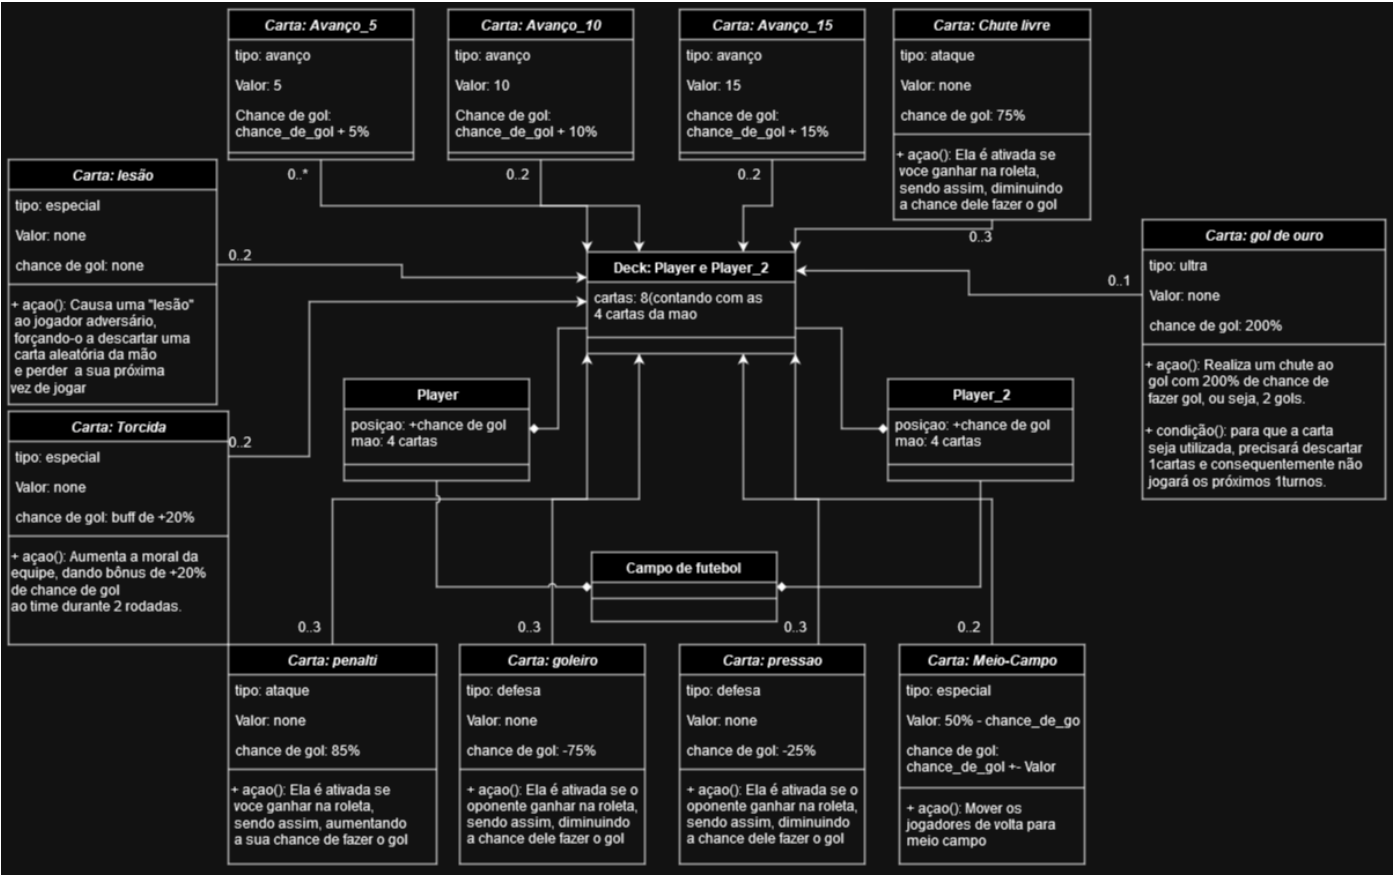 Carta: Avanço_5
tipo: avanço
Valor: 5
Chance de gol:
chance_de_gol + 5%
0..*
Carta: Avanço_10
tipo: avanço
Valor: 10
Chance de gol:
chance_de_gol + 10%
0..2
Carta: Avanço_15
tipo: avanço
Valor: 15
chance de gol:
chance_de_gol + 15%
0..2
Carta: Chute livre
tipo: ataque
Valor: none
chance de gol: 75%
+ açao(): Ela é ativada se
voce ganhar na roleta,
sendo assim, diminuindo
a chance dele fazer o gol
0..3
Carta: lesão
tipo: especial
Valor: none
chance de gol: none
+ açao(): Causa uma "lesão"
ao jogador adversário,
forçando-o a descartar uma
carta aleatória da mão
e perder a sua próxima
vez de jogar
0..2
Deck: Player e Player_2
cartas: 8(contando com as
4 cartas da mao
Carta: gol de ouro
tipo: ultra
Valor: none
chance de gol: 200%
+ açao(): Realiza um chute ao
gol com 200% de chance de
fazer gol, ou seja, 2 gols.
+ condição(): para que a carta
seja utilizada, precisará descartar
1cartas e consequentemente não
jogará os próximos 1turnos.
0..1
Player
posiçao: +chance de gol
mao: 4 cartas
Player_2
posiçao: +chance de gol
mao: 4 cartas
Carta: Torcida
tipo: especial
Valor: none
chance de gol: buff de +20%
+ açao(): Aumenta a moral da
equipe, dando bônus de +20%
de chance de gol
ao time durante 2 rodadas.
0..2
Campo de futebol
0..3
Carta: penalti
tipo: ataque
Valor: none
chance de gol: 85%
+ açao(): Ela é ativada se
voce ganhar na roleta,
sendo assim, aumentando
a sua chance de fazer o gol
0..3
Carta: goleiro
tipo: defesa
Valor: none
chance de gol: -75%
+ açao(): Ela é ativada se o
oponente ganhar na roleta,
sendo assim, diminuindo
a chance dele fazer o gol
0..3
Carta: pressao
tipo: defesa
Valor: none
chance de gol: -25%
+ açao(): Ela é ativada se o
oponente ganhar na roleta,
sendo assim, diminuindo
a chance dele fazer o gol
0..2
Carta: Meio-Campo
tipo: especial
Valor: 50% - chance_de_go
chance de gol:
chance_de_gol +- Valor
+ açao(): Mover os
jogadores de volta para
meio campo